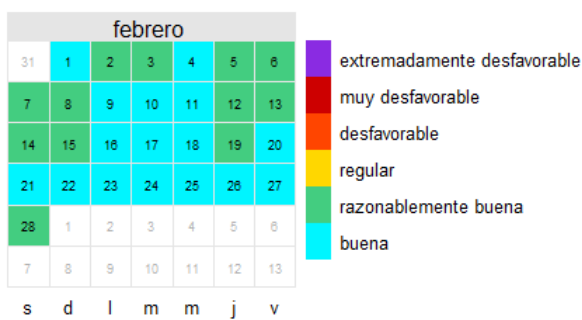 febrero
31 1 2 3 4 5 6
7 8 9 10 11 12 13
14 15 16 17 18 19 20
21 22 23 24 25 26 27
28 1 2 3 4 5 6
7 8 9 10 11 12 13
s d l m m j v
extremadamente desfavorable
muy desfavorable
desfavorable
regular
razonablemente buena
buena